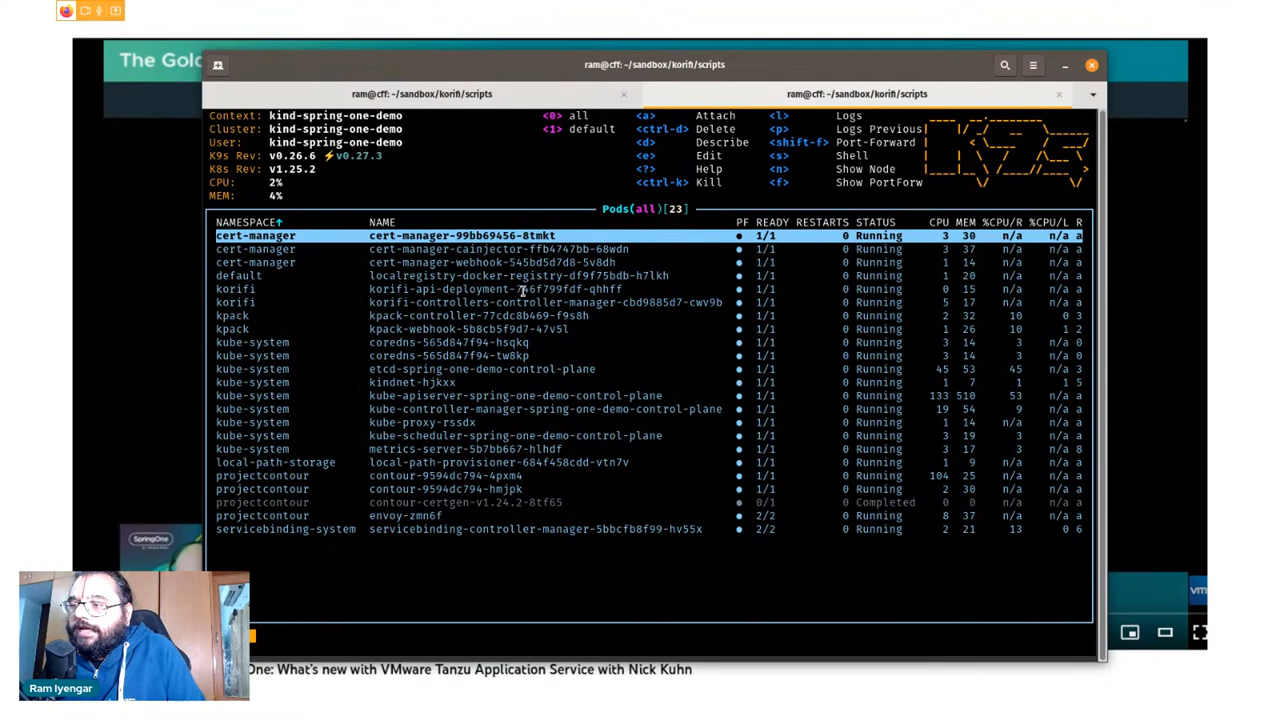 The Gold
ram@cff: ~/sandbox/korifi/scripts
ram@cff: ~/sandbox/korifi/scripts × ram@cff: ~/sandbox/korifi/scripts ×
Context: kind-spring-one-demo <0> all <a> Attach <l> Logs
Cluster: kind-spring-one-demo <1> default <ctrl-d> Delete <p> Logs Previous
User: kind-spring-one-demo <d> Describe <shift-f> Port-Forward
K9s Rev: v0.26.6 ⚡v0.27.3 <e> Edit <s> Shell
K8s Rev: v1.25.2 <?> Help <n> Show Node
CPU: 2% <ctrl-k> Kill <f> Show PortForw
MEM: 4%
Pods(all)[23]
NAMESPACE↑ NAME PF READY RESTARTS STATUS CPU MEM %CPU/R %CPU/L R
cert-manager cert-manager-99bb69456-8tmkt ● 1/1 0 Running 3 30 n/a n/a a
cert-manager cert-manager-cainjector-ffb4747bb-68wdn ● 1/1 0 Running 3 37 n/a n/a a
cert-manager cert-manager-webhook-545bd5d7d8-5v8dh ● 1/1 0 Running 1 14 n/a n/a a
default localregistry-docker-registry-df9f75bdb-h7lkh ● 1/1 0 Running 1 20 n/a n/a a
korifi korifi-api-deployment-746f799fdf-qhhff ● 1/1 0 Running 0 15 n/a n/a a
korifi korifi-controllers-controller-manager-cbd9885d7-cwv9b ● 1/1 0 Running 5 17 n/a n/a a
kpack kpack-controller-77cdc8b469-f9s8h ● 1/1 0 Running 2 32 10 0 3
kpack kpack-webhook-5b8cb5f9d7-47v5l ● 1/1 0 Running 1 26 10 1 2
kube-system coredns-565d847f94-hsqkq ● 1/1 0 Running 3 14 3 n/a 0
kube-system coredns-565d847f94-tw8kp ● 1/1 0 Running 3 14 3 n/a 0
kube-system etcd-spring-one-demo-control-plane ● 1/1 0 Running 45 53 45 n/a 3
kube-system kindnet-hjkxx ● 1/1 0 Running 1 7 1 1 5
kube-system kube-apiserver-spring-one-demo-control-plane ● 1/1 0 Running 133 510 53 n/a a
kube-system kube-controller-manager-spring-one-demo-control-plane ● 1/1 0 Running 19 54 9 n/a a
kube-system kube-proxy-rssdx ● 1/1 0 Running 1 14 n/a n/a a
kube-system kube-scheduler-spring-one-demo-control-plane ● 1/1 0 Running 3 19 3 n/a a
kube-system metrics-server-5b7bb667-hlhdf ● 1/1 0 Running 3 17 3 n/a 8
local-path-storage local-path-provisioner-684f458cdd-vtn7v ● 1/1 0 Running 1 9 n/a n/a a
projectcontour contour-9594dc794-4pxm4 ● 1/1 0 Running 104 25 n/a n/a a
projectcontour contour-9594dc794-hmjpk ● 1/1 0 Running 2 30 n/a n/a a
projectcontour contour-certgen-v1.24.2-8tf65 ● 0/1 0 Completed 0 0 n/a n/a a
projectcontour envoy-zmn6f ● 2/2 0 Running 8 37 n/a n/a a
servicebinding-system servicebinding-controller-manager-5bbcfb8f99-hv55x ● 2/2 0 Running 2 21 13 0 6
SpringOne
vm
One: What's new with VMware Tanzu Application Service with Nick Kuhn
Ram Iyengar